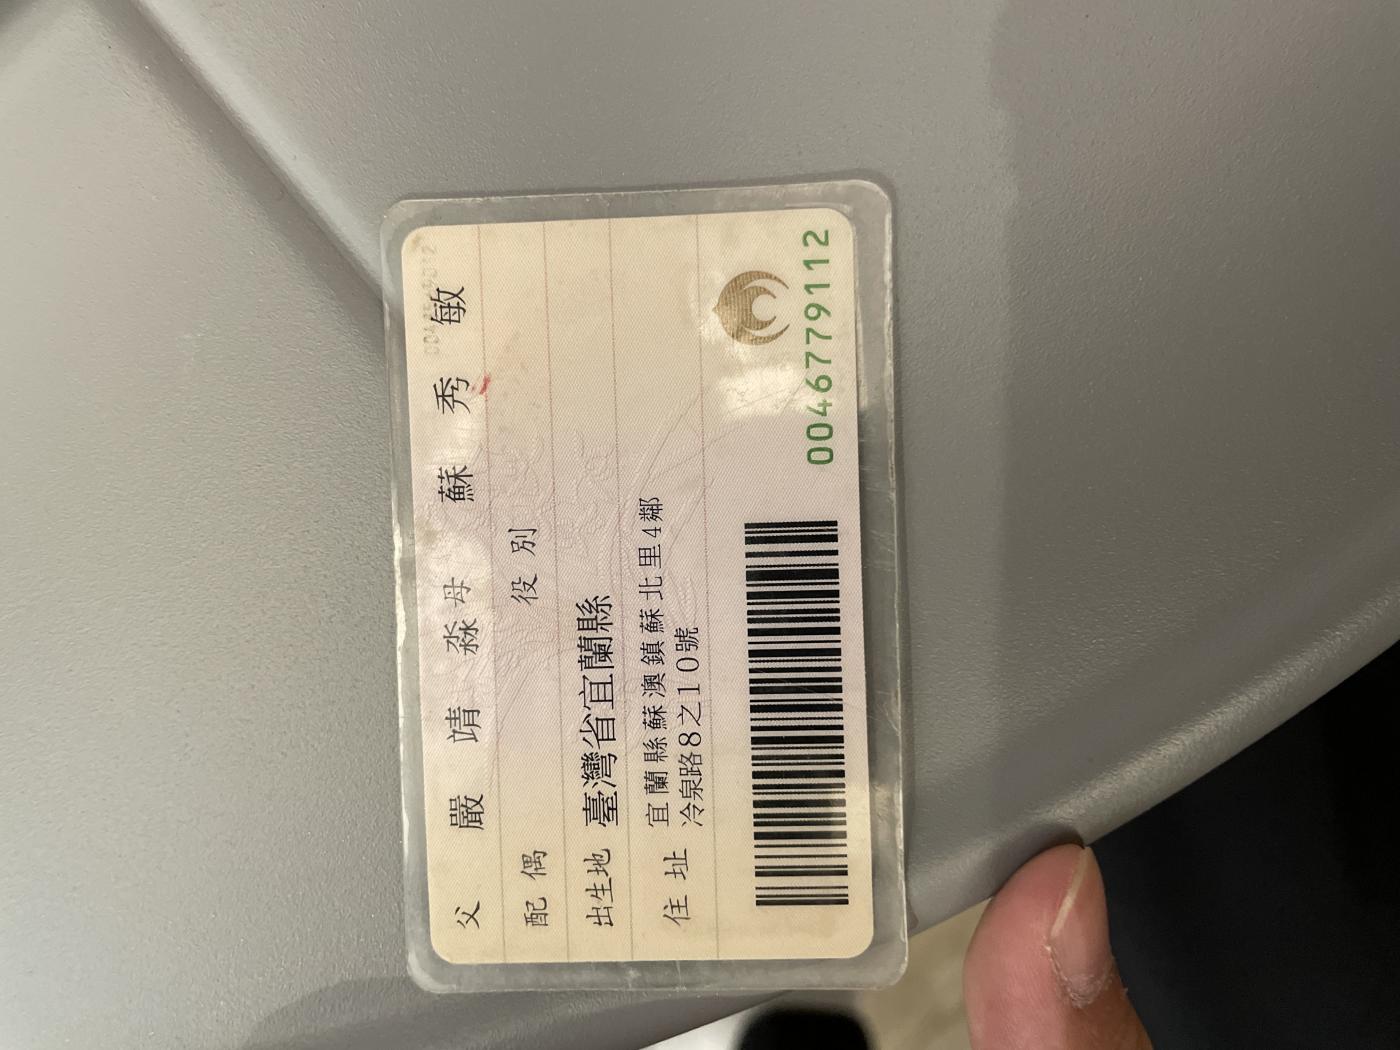 父 嚴靖淼 母 蘇秀敏
配偶 役別
出生地 臺灣省宜蘭縣
住址 宜蘭縣蘇澳鎮蘇北里4鄰
冷泉路8之10號
0046779112